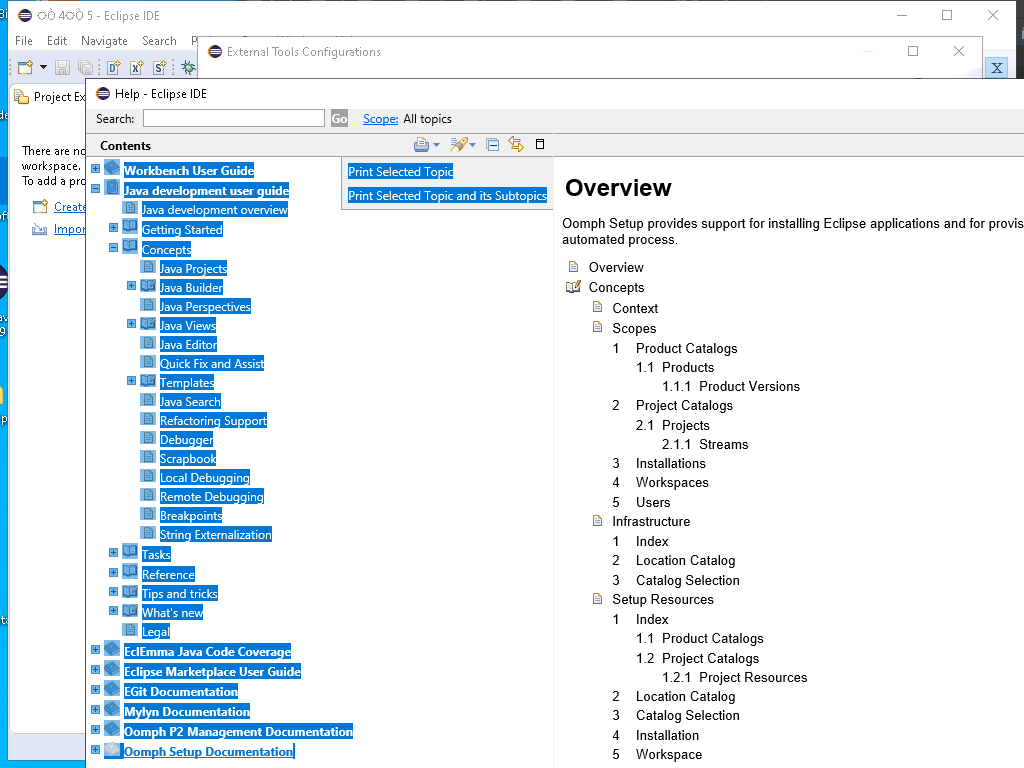 4 5 - Eclipse IDE
File Edit Navigate Search
External Tools Configurations
Project Ex
There are no
workspace.
To add a pro
Create
Impor
Help - Eclipse IDE
Search: Go Scope: All topics
Contents
Workbench User Guide
Java development user guide
Java development overview
Getting Started
Concepts
Java Projects
Java Builder
Java Perspectives
Java Views
Java Editor
Quick Fix and Assist
Templates
Java Search
Refactoring Support
Debugger
Scrapbook
Local Debugging
Remote Debugging
Breakpoints
String Externalization
Tasks
Reference
Tips and tricks
What's new
Legal
EclEmma Java Code Coverage
Eclipse Marketplace User Guide
EGit Documentation
Mylyn Documentation
Oomph P2 Management Documentation
Oomph Setup Documentation
Print Selected Topic
Print Selected Topic and its Subtopics
Overview
Oomph Setup provides support for installing Eclipse applications and for provis
automated process.
Overview
Concepts
Context
Scopes
1 Product Catalogs
1.1 Products
1.1.1 Product Versions
2 Project Catalogs
2.1 Projects
2.1.1 Streams
3 Installations
4 Workspaces
5 Users
Infrastructure
1 Index
2 Location Catalog
3 Catalog Selection
Setup Resources
1 Index
1.1 Product Catalogs
1.2 Project Catalogs
1.2.1 Project Resources
2 Location Catalog
3 Catalog Selection
4 Installation
5 Workspace